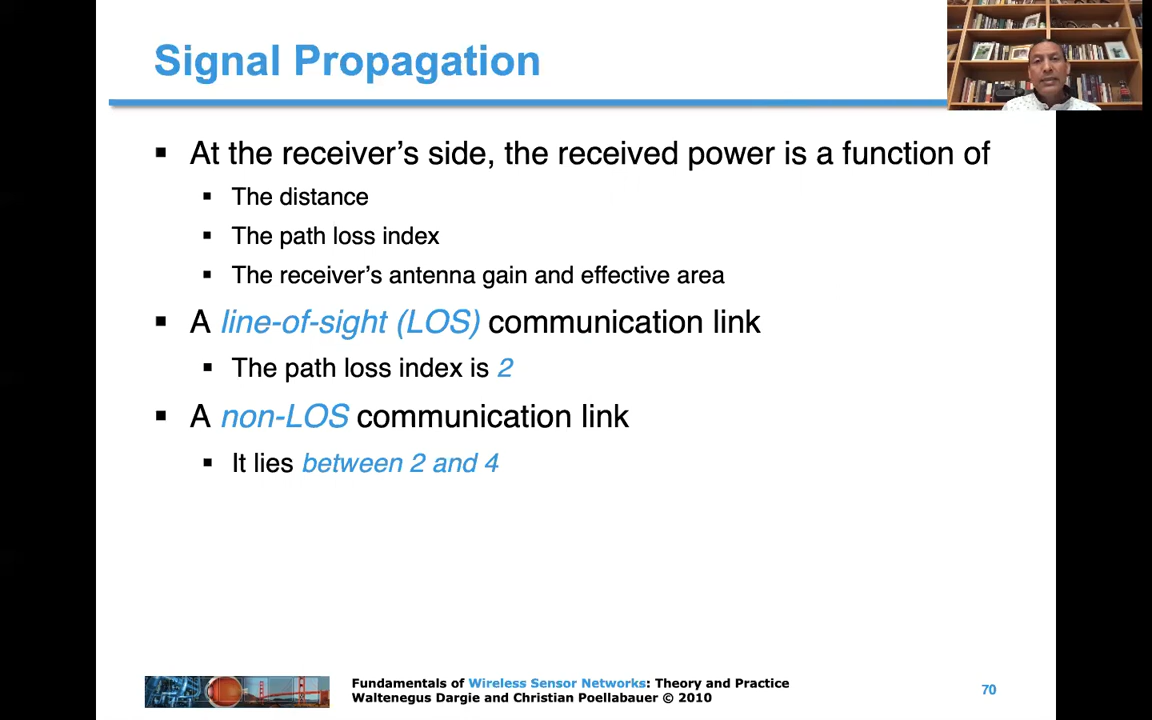 Signal Propagation
▪ At the receiver's side, the received power is a function of
▪ The distance
▪ The path loss index
▪ The receiver's antenna gain and effective area
▪ A line-of-sight (LOS) communication link
▪ The path loss index is 2
▪ A non-LOS communication link
▪ It lies between 2 and 4
Fundamentals of Wireless Sensor Networks: Theory and Practice
Waltenegus Dargie and Christian Poellabauer © 2010
70